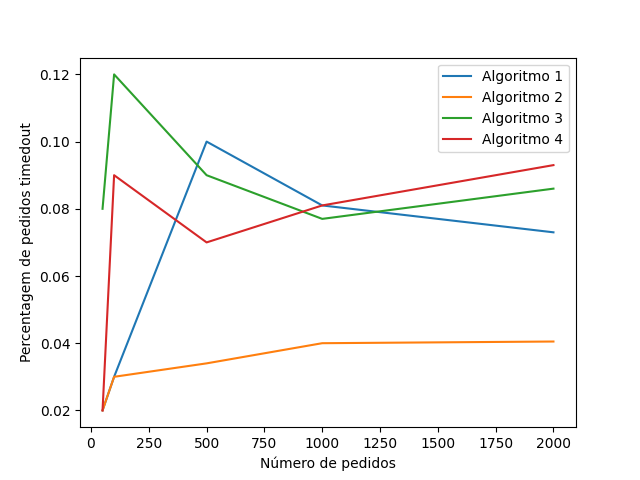 0.12
0.10
0.08
0.06
0.04
0.02
Percentagem de pedidos timedout
Algoritmo 1
Algoritmo 2
Algoritmo 3
Algoritmo 4
0 250 500 750 1000 1250 1500 1750 2000
Número de pedidos